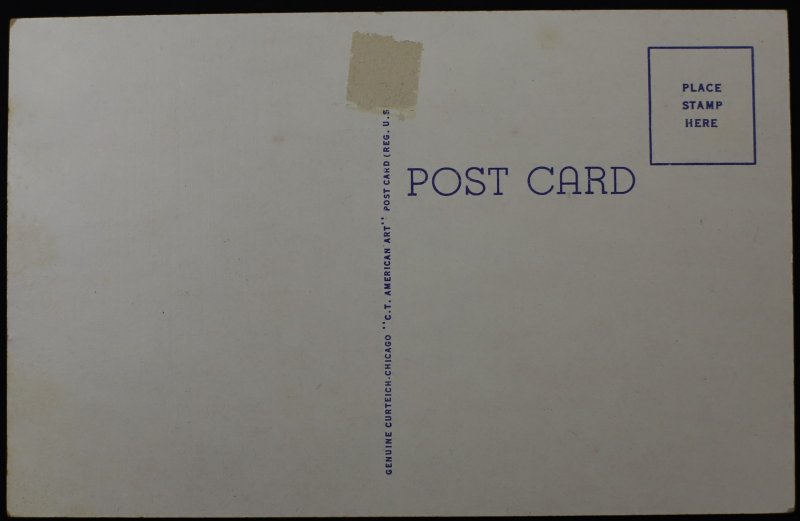 PLACE
STAMP
HERE
POST CARD
GENUINE CURTEICH-CHICAGO "C.T. AMERICAN ART" POST CARD (REG. U.S